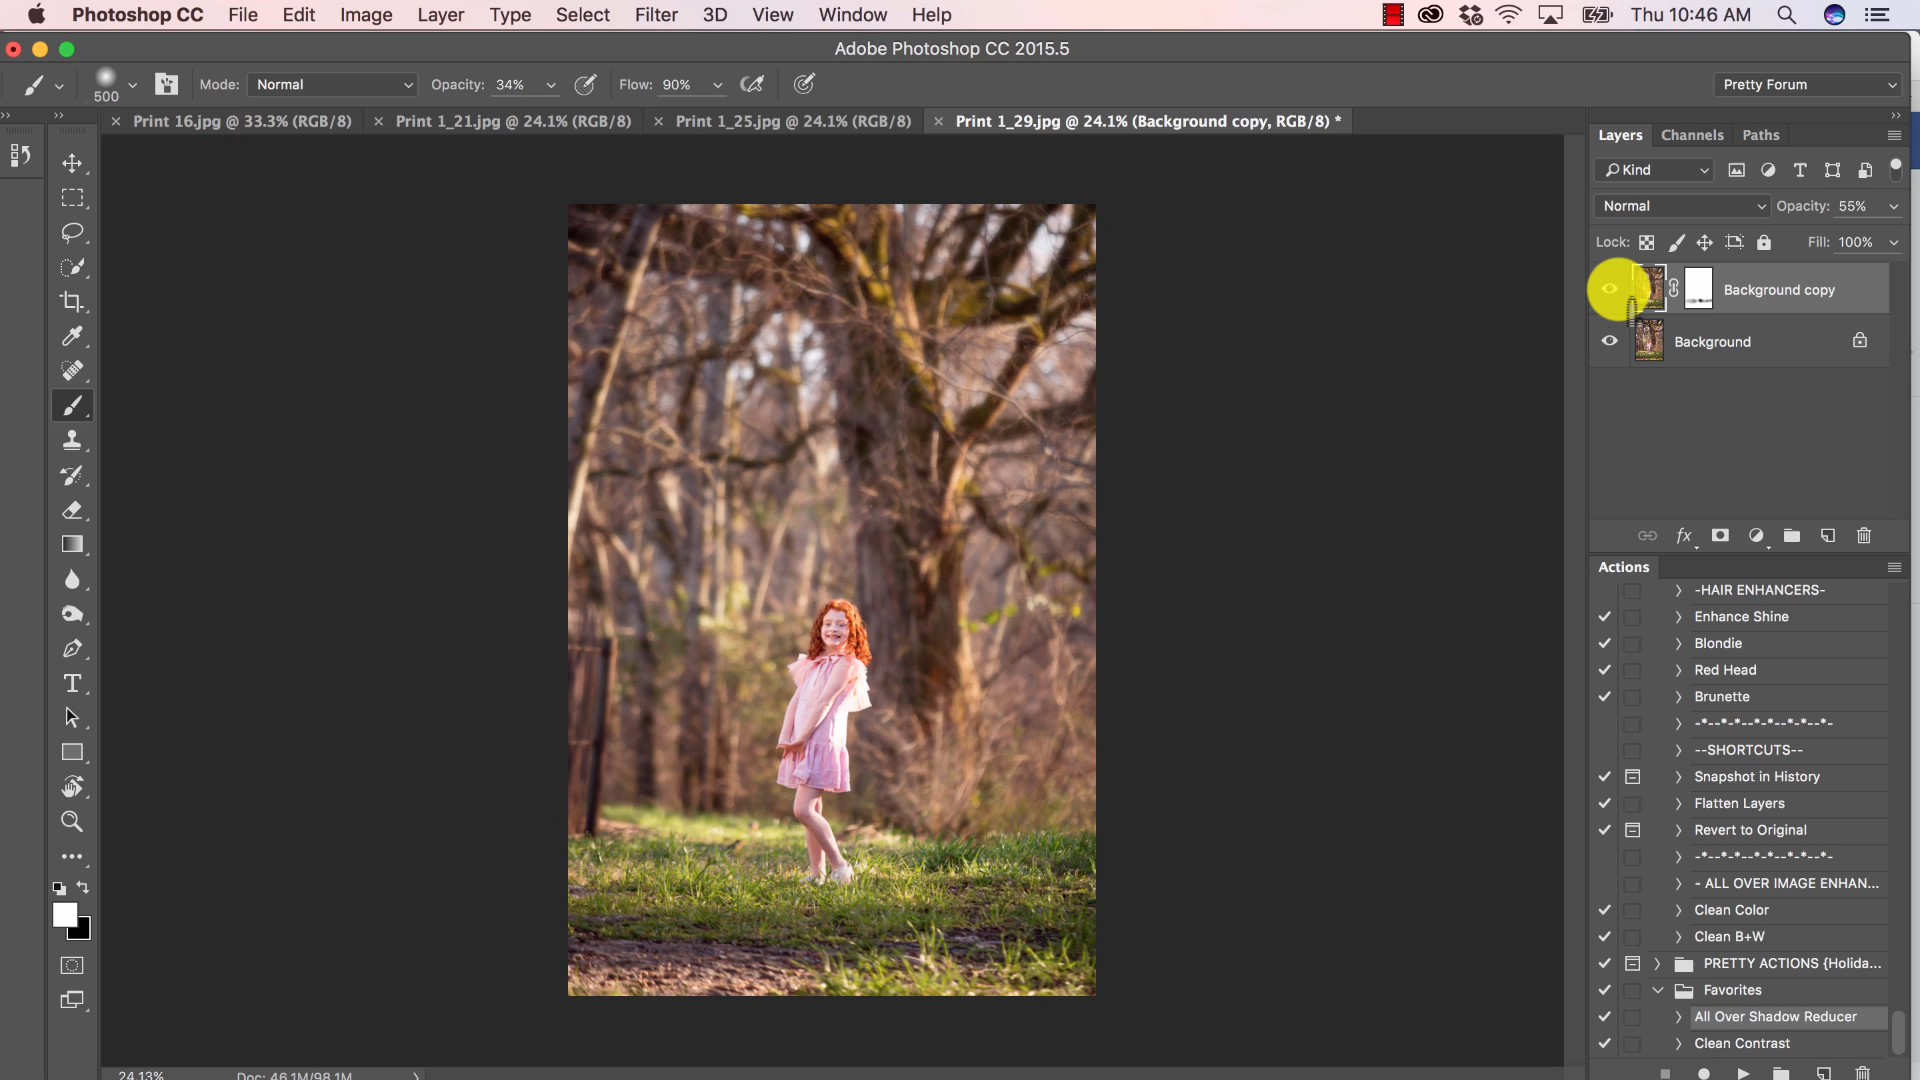 Photoshop CC File Edit Image Layer Type Select Filter 3D View Window Help Thu 10:46 AM
Adobe Photoshop CC 2015.5
500 Mode: Normal Opacity: 34% Flow: 90% Pretty Forum
Print 16.jpg @ 33.3% (RGB/8) Print 1_21.jpg @ 24.1% (RGB/8) Print 1_25.jpg @ 24.1% (RGB/8) Print 1_29.jpg @ 24.1% (Background copy, RGB/8) *
Layers Channels Paths
Kind
Normal Opacity: 55%
Lock: Fill: 100%
Background copy
Background
fx
Actions
-HAIR ENHANCERS-
Enhance Shine
Blondie
Red Head
Brunette
-*--*-*--*-*--*-*--*-
--SHORTCUTS--
Snapshot in History
Flatten Layers
Revert to Original
-*--*-*--*-*--*-*--*-
- ALL OVER IMAGE ENHAN...
Clean Color
Clean B+W
PRETTY ACTIONS {Holida...
Favorites
All Over Shadow Reducer
Clean Contrast
24.13% Doc: 46.1M/98.1M